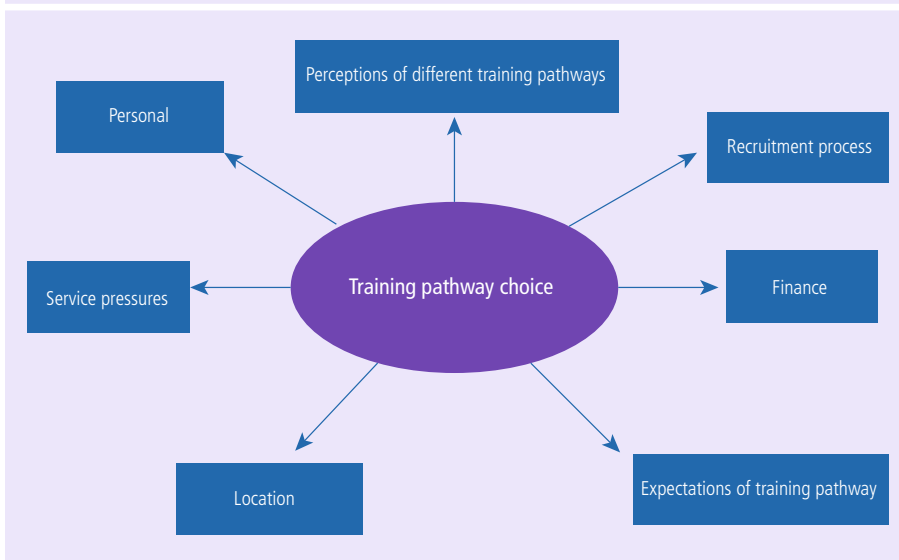 Perceptions of different training pathways
Personal
Recruitment process
Training pathway choice
Service pressures
Finance
Location
Expectations of training pathway